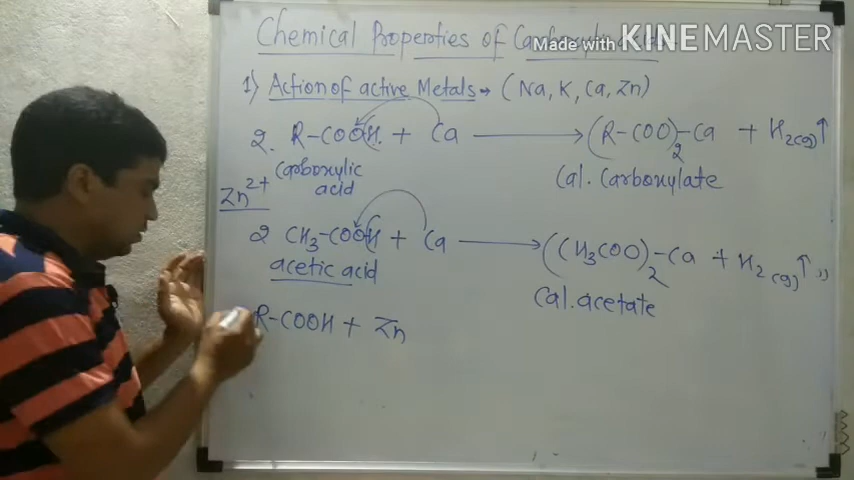 Chemical Properties of Carboxylic
Made with KINEMASTER
1) Action of active Metals → (Na, K, Ca, Zn)
2. R-COOH + Ca ⟶ (R-COO)2-Ca + H2(g)↑
Carboxylic acid
Cal. Carboxylate
Zn2+
2 CH3-COOH + Ca ⟶ (CH3COO)2-Ca + H2(g)↑,,
acetic acid
Cal. acetate
R-COOH + Zn